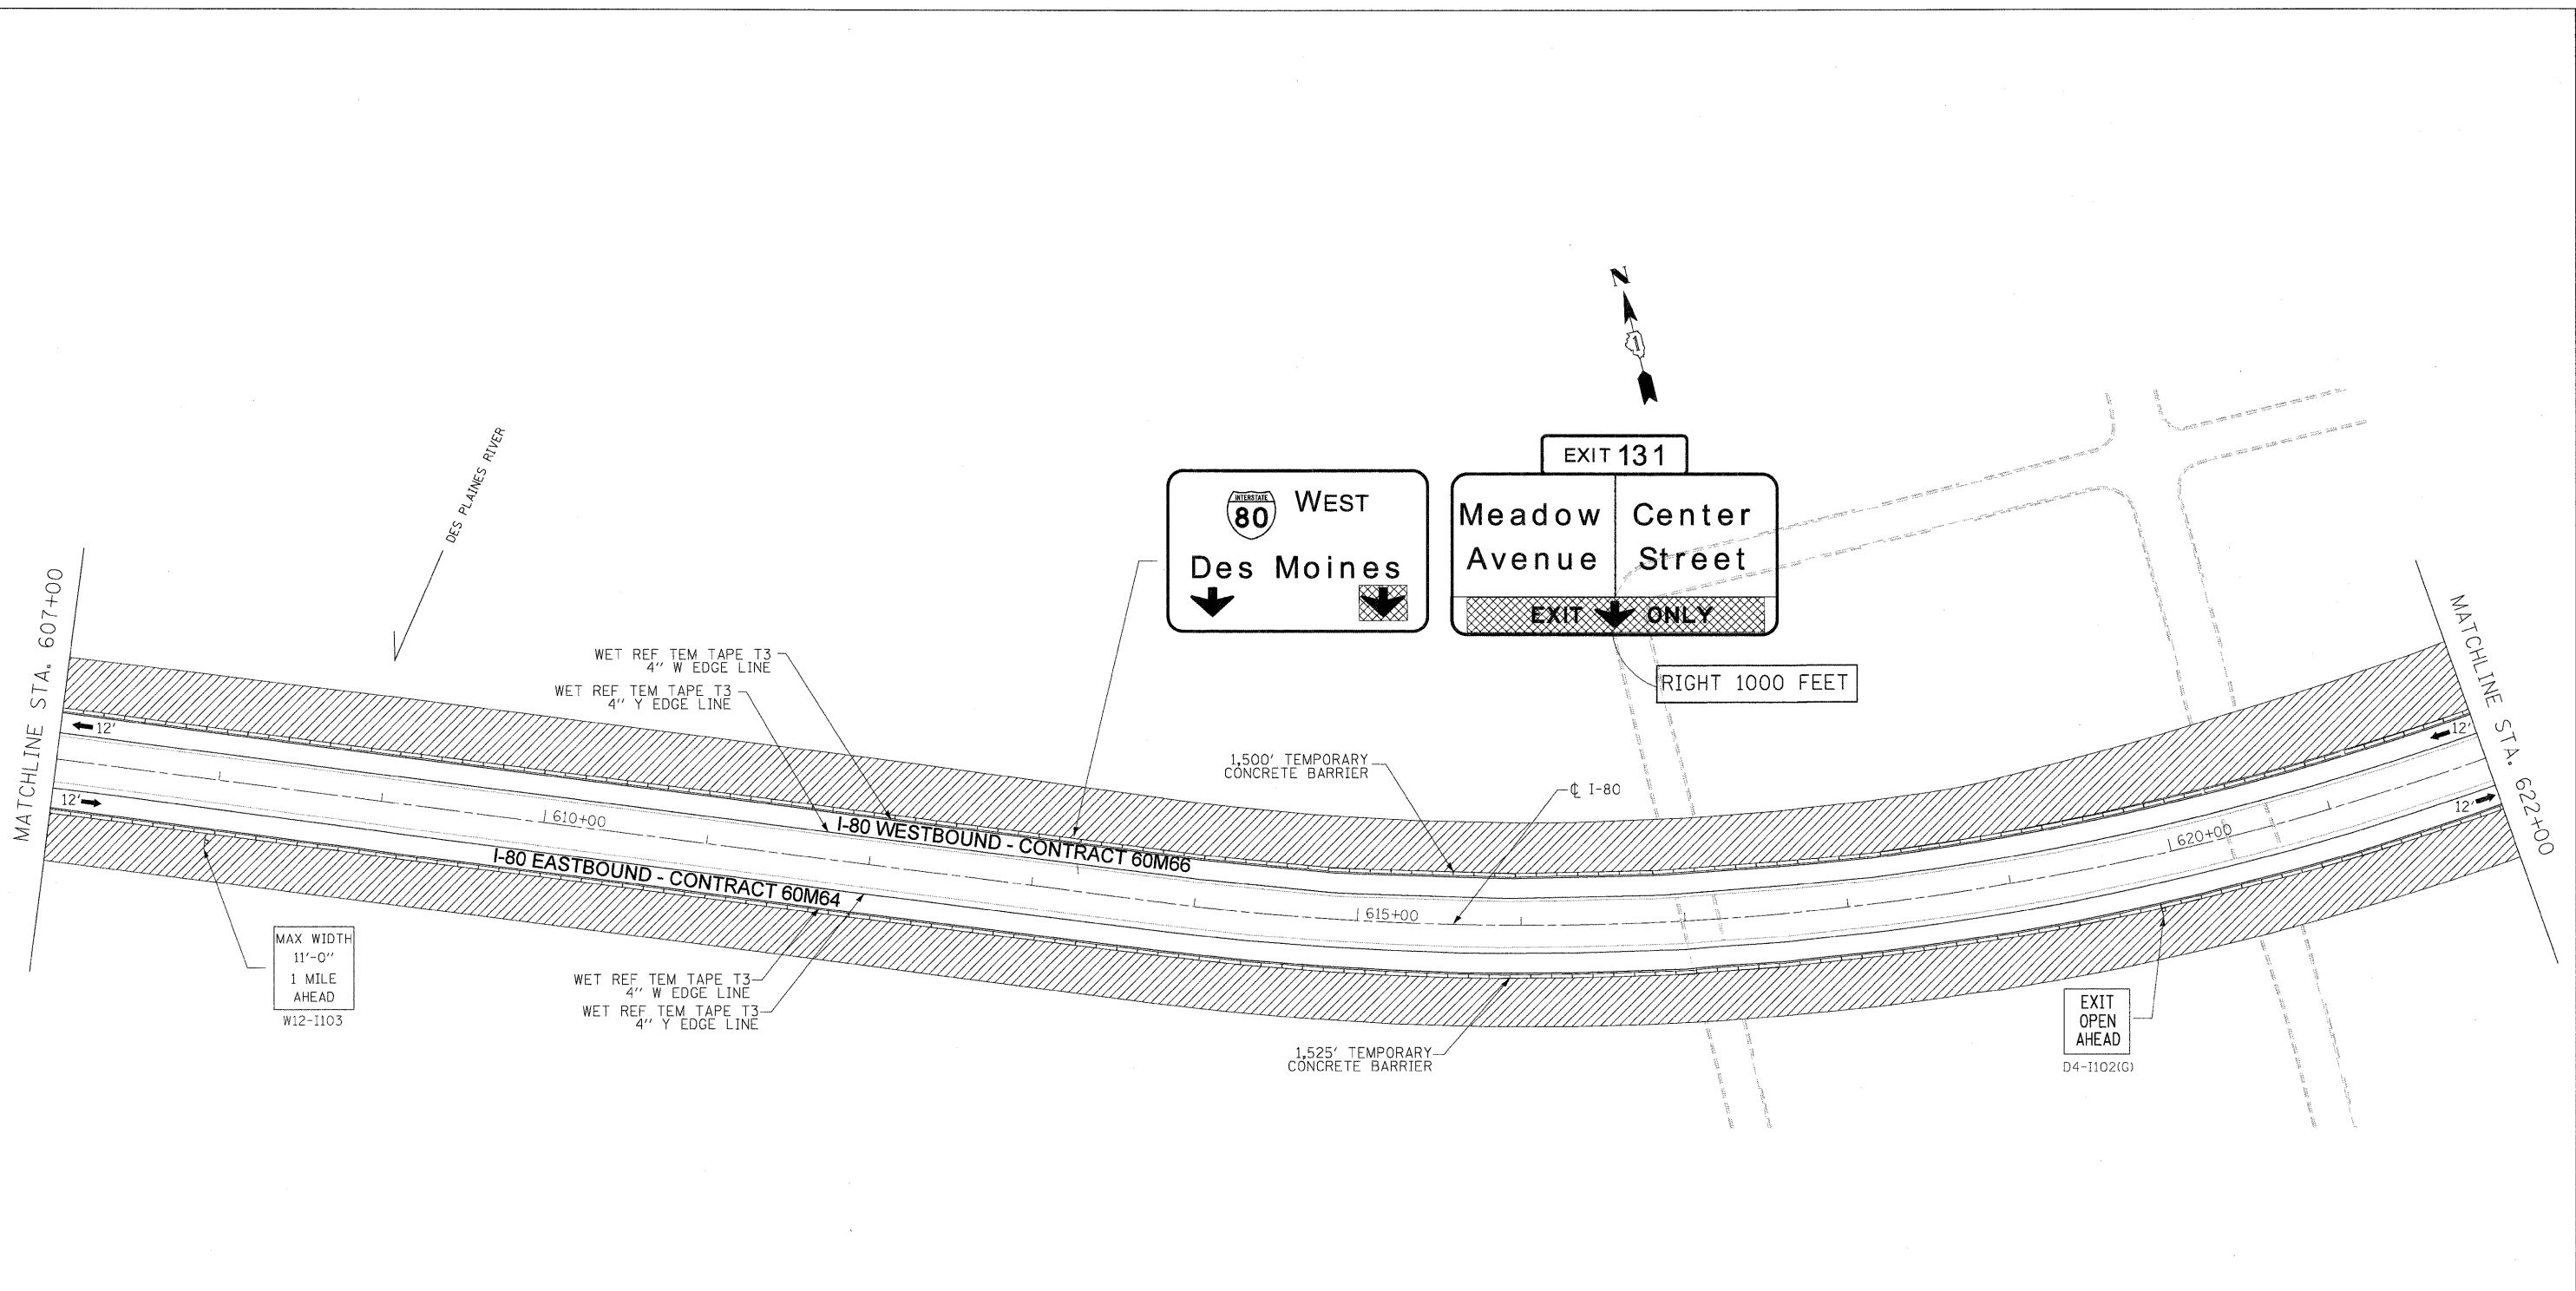 N
1
DES PLAINES RIVER
EXIT 131
INTERSTATE
80 WEST
Des Moines
Meadow Avenue
Center Street
EXIT ONLY
RIGHT 1000 FEET
MATCHLINE STA. 607+00
MATCHLINE STA. 622+00
WET REF TEM TAPE T3
4" W EDGE LINE
WET REF TEM TAPE T3
4" Y EDGE LINE
12'
12'
12'
12'
1,500' TEMPORARY
CONCRETE BARRIER
℄ I-80
610+00
615+00
620+00
I-80 WESTBOUND - CONTRACT 60M66
I-80 EASTBOUND - CONTRACT 60M64
MAX WIDTH
11'-0"
1 MILE
AHEAD
W12-I103
WET REF TEM TAPE T3
4" W EDGE LINE
WET REF TEM TAPE T3
4" Y EDGE LINE
1,525' TEMPORARY
CONCRETE BARRIER
EXIT
OPEN
AHEAD
D4-I102(G)